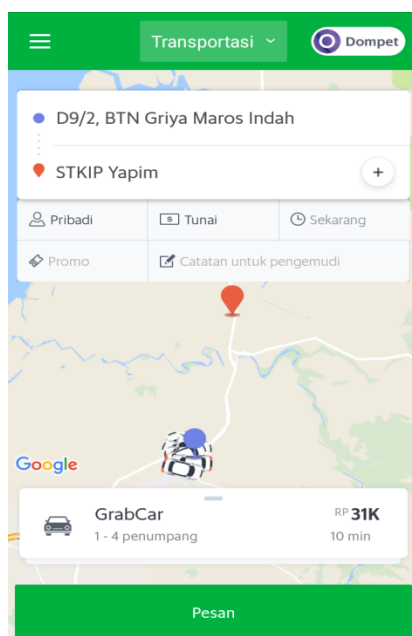 Transportasi
Dompet
D9/2, BTN Griya Maros Indah
STKIP Yapim
+
Pribadi
Tunai
Sekarang
Promo
Catatan untuk pengemudi
Google
GrabCar
RP 31K
1 - 4 penumpang
10 min
Pesan